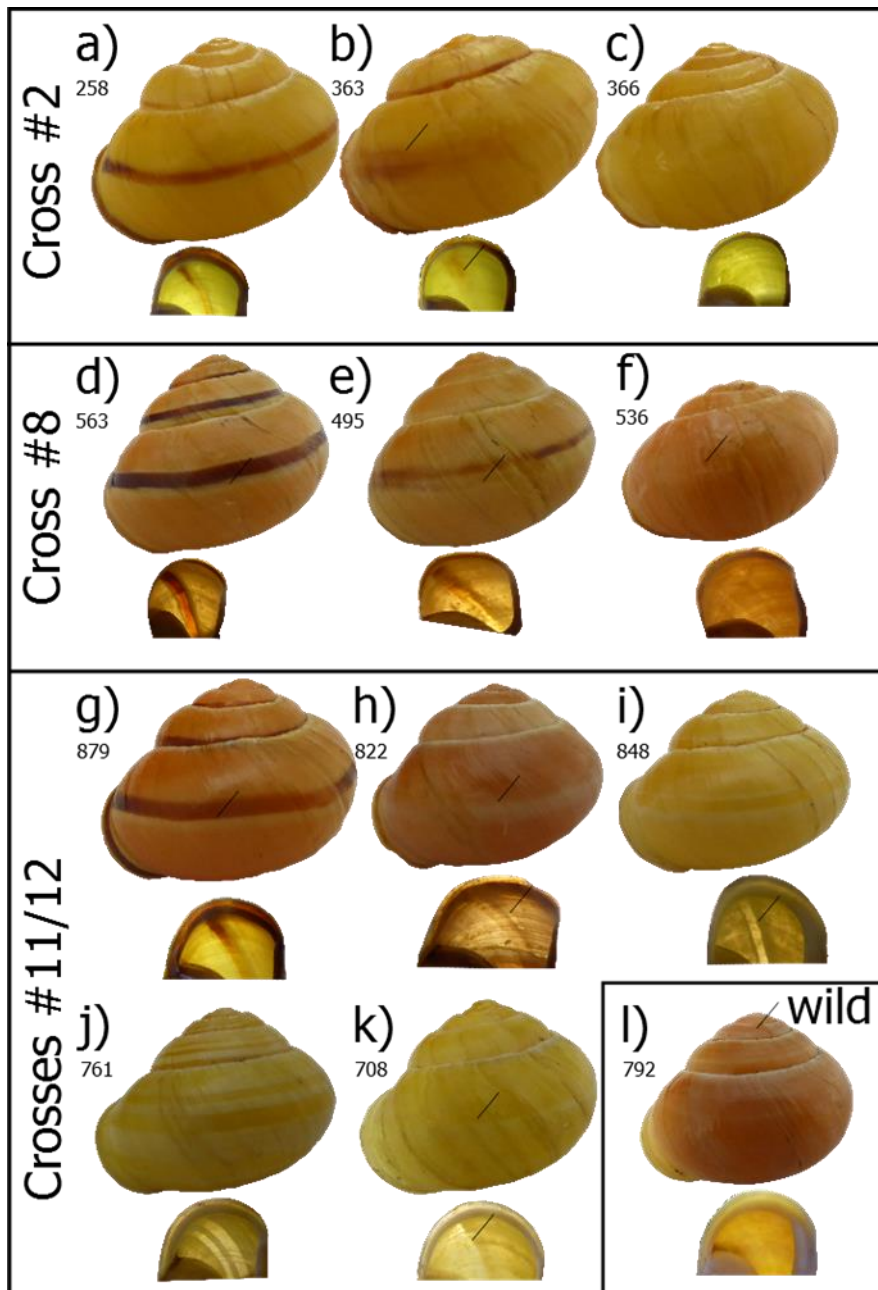 Cross #2
a)
258
b)
363
c)
366
Cross #8
d)
563
e)
495
f)
536
Crosses #11/12
g)
879
h)
822
i)
848
j)
761
k)
708
l)
792
wild